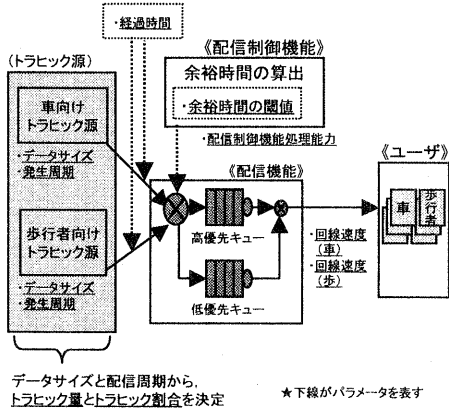 ・経過時間
(トラヒック源)
車向け
トラヒック源
・データサイズ
・発生周期
歩行者向け
トラヒック源
・データサイズ
・発生周期
《配信制御機能》
余裕時間の算出
・余裕時間の閾値
・配信制御機能処理能力
《配信機能》
高優先キュー
低優先キュー
・回線速度
(車)
・回線速度
(歩)
《ユーザ》
車
歩行者
データサイズと配信周期から,
トラヒック量とトラヒック割合を決定
★下線がパラメータを表す